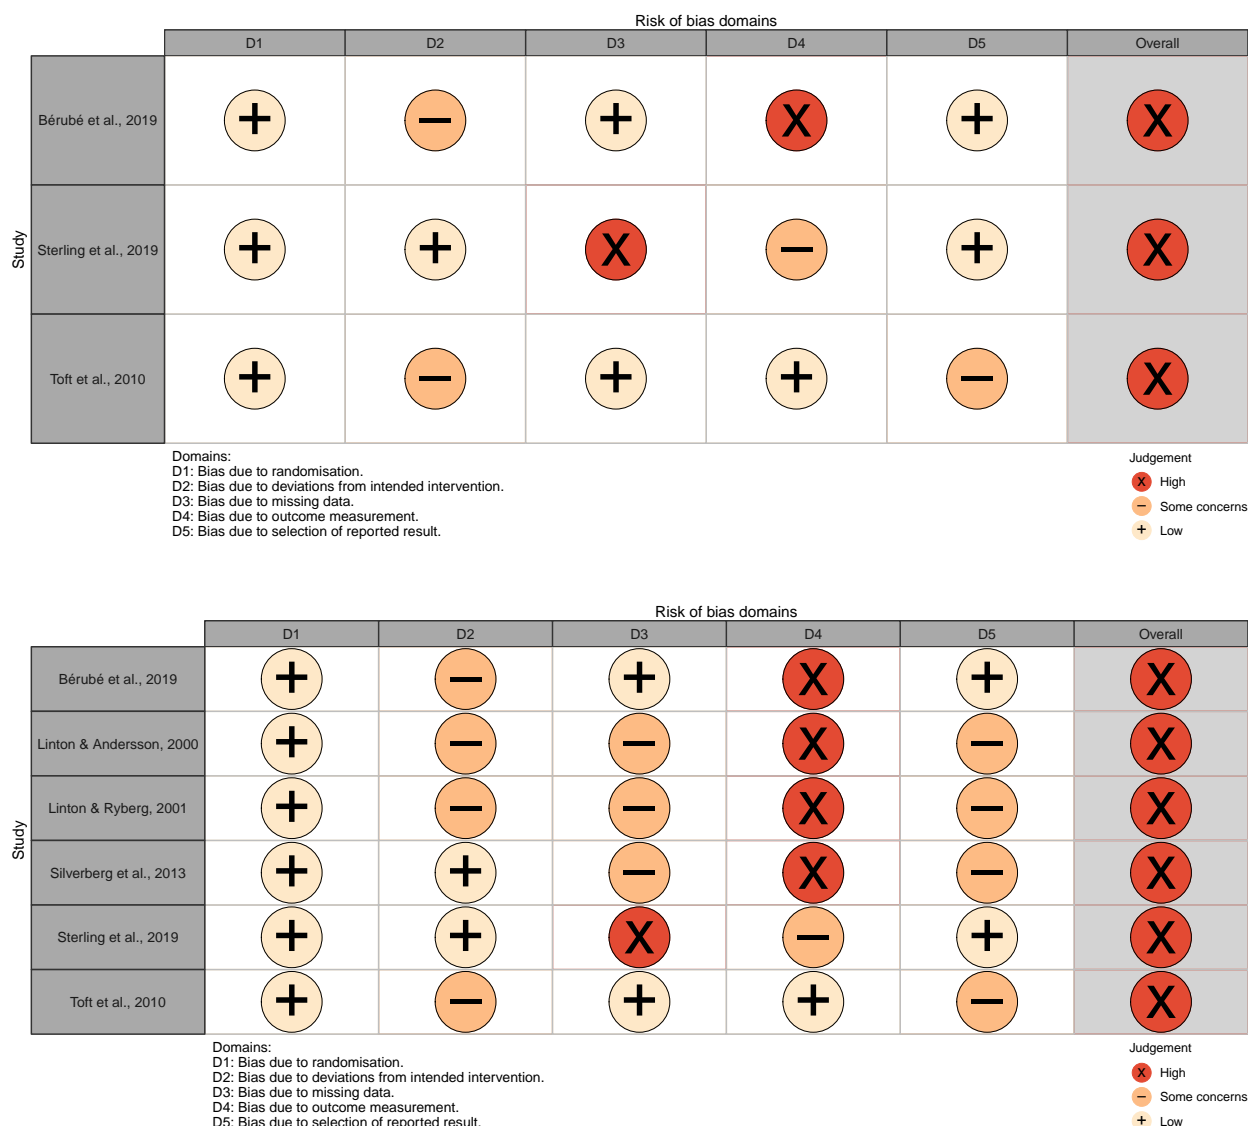 Risk of bias domains
D1 D2 D3 D4 D5 Overall
Study
Bérubé et al., 2019 + − + X + X
Sterling et al., 2019 + + X − + X
Toft et al., 2010 + − + + − X
Domains:
D1: Bias due to randomisation.
D2: Bias due to deviations from intended intervention.
D3: Bias due to missing data.
D4: Bias due to outcome measurement.
D5: Bias due to selection of reported result.
Judgement
X High
− Some concerns
+ Low
Risk of bias domains
D1 D2 D3 D4 D5 Overall
Study
Bérubé et al., 2019 + − + X + X
Linton & Andersson, 2000 + − − X − X
Linton & Ryberg, 2001 + − − X − X
Silverberg et al., 2013 + + − X − X
Sterling et al., 2019 + + X − + X
Toft et al., 2010 + − + + − X
Domains:
D1: Bias due to randomisation.
D2: Bias due to deviations from intended intervention.
D3: Bias due to missing data.
D4: Bias due to outcome measurement.
D5: Bias due to selection of reported result.
Judgement
X High
− Some concerns
+ Low